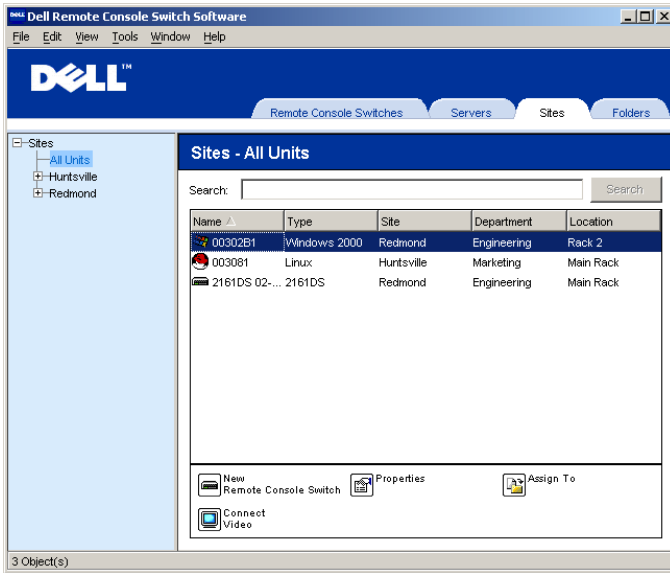 DELL Dell Remote Console Switch Software
File Edit View Tools Window Help
DELL™
Remote Console Switches Servers Sites Folders
Sites
All Units
Huntsville
Redmond
Sites - All Units
Search: Search
Name Type Site Department Location
00302B1 Windows 2000 Redmond Engineering Rack 2
003081 Linux Huntsville Marketing Main Rack
2161DS 02-... 2161DS Redmond Engineering Main Rack
New
Remote Console Switch
Properties
Assign To
Connect
Video
3 Object(s)